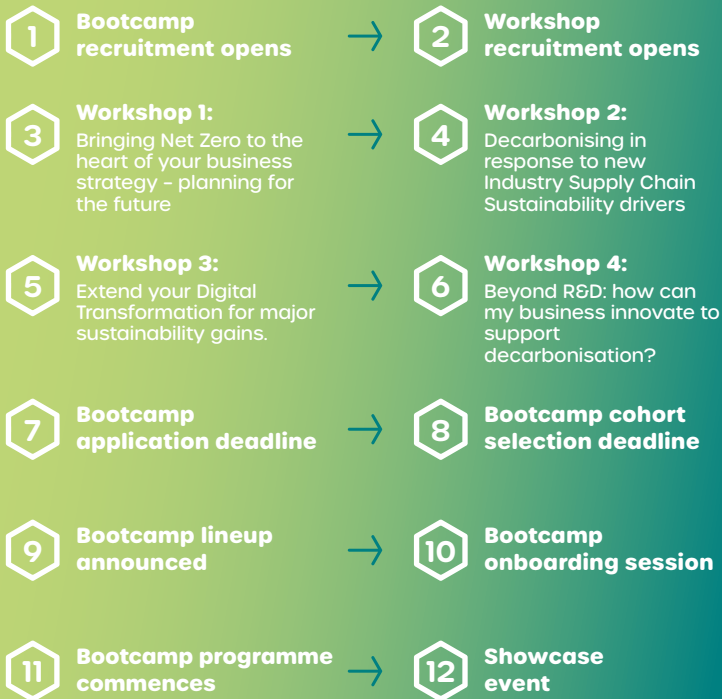 1
Bootcamp
recruitment opens
2
Workshop
recruitment opens
3
Workshop 1:
Bringing Net Zero to the
heart of your business
strategy – planning for
the future
4
Workshop 2:
Decarbonising in
response to new
Industry Supply Chain
Sustainability drivers
5
Workshop 3:
Extend your Digital
Transformation for major
sustainability gains.
6
Workshop 4:
Beyond R&D: how can
my business innovate to
support
decarbonisation?
7
Bootcamp
application deadline
8
Bootcamp cohort
selection deadline
9
Bootcamp lineup
announced
10
Bootcamp
onboarding session
11
Bootcamp programme
commences
12
Showcase
event